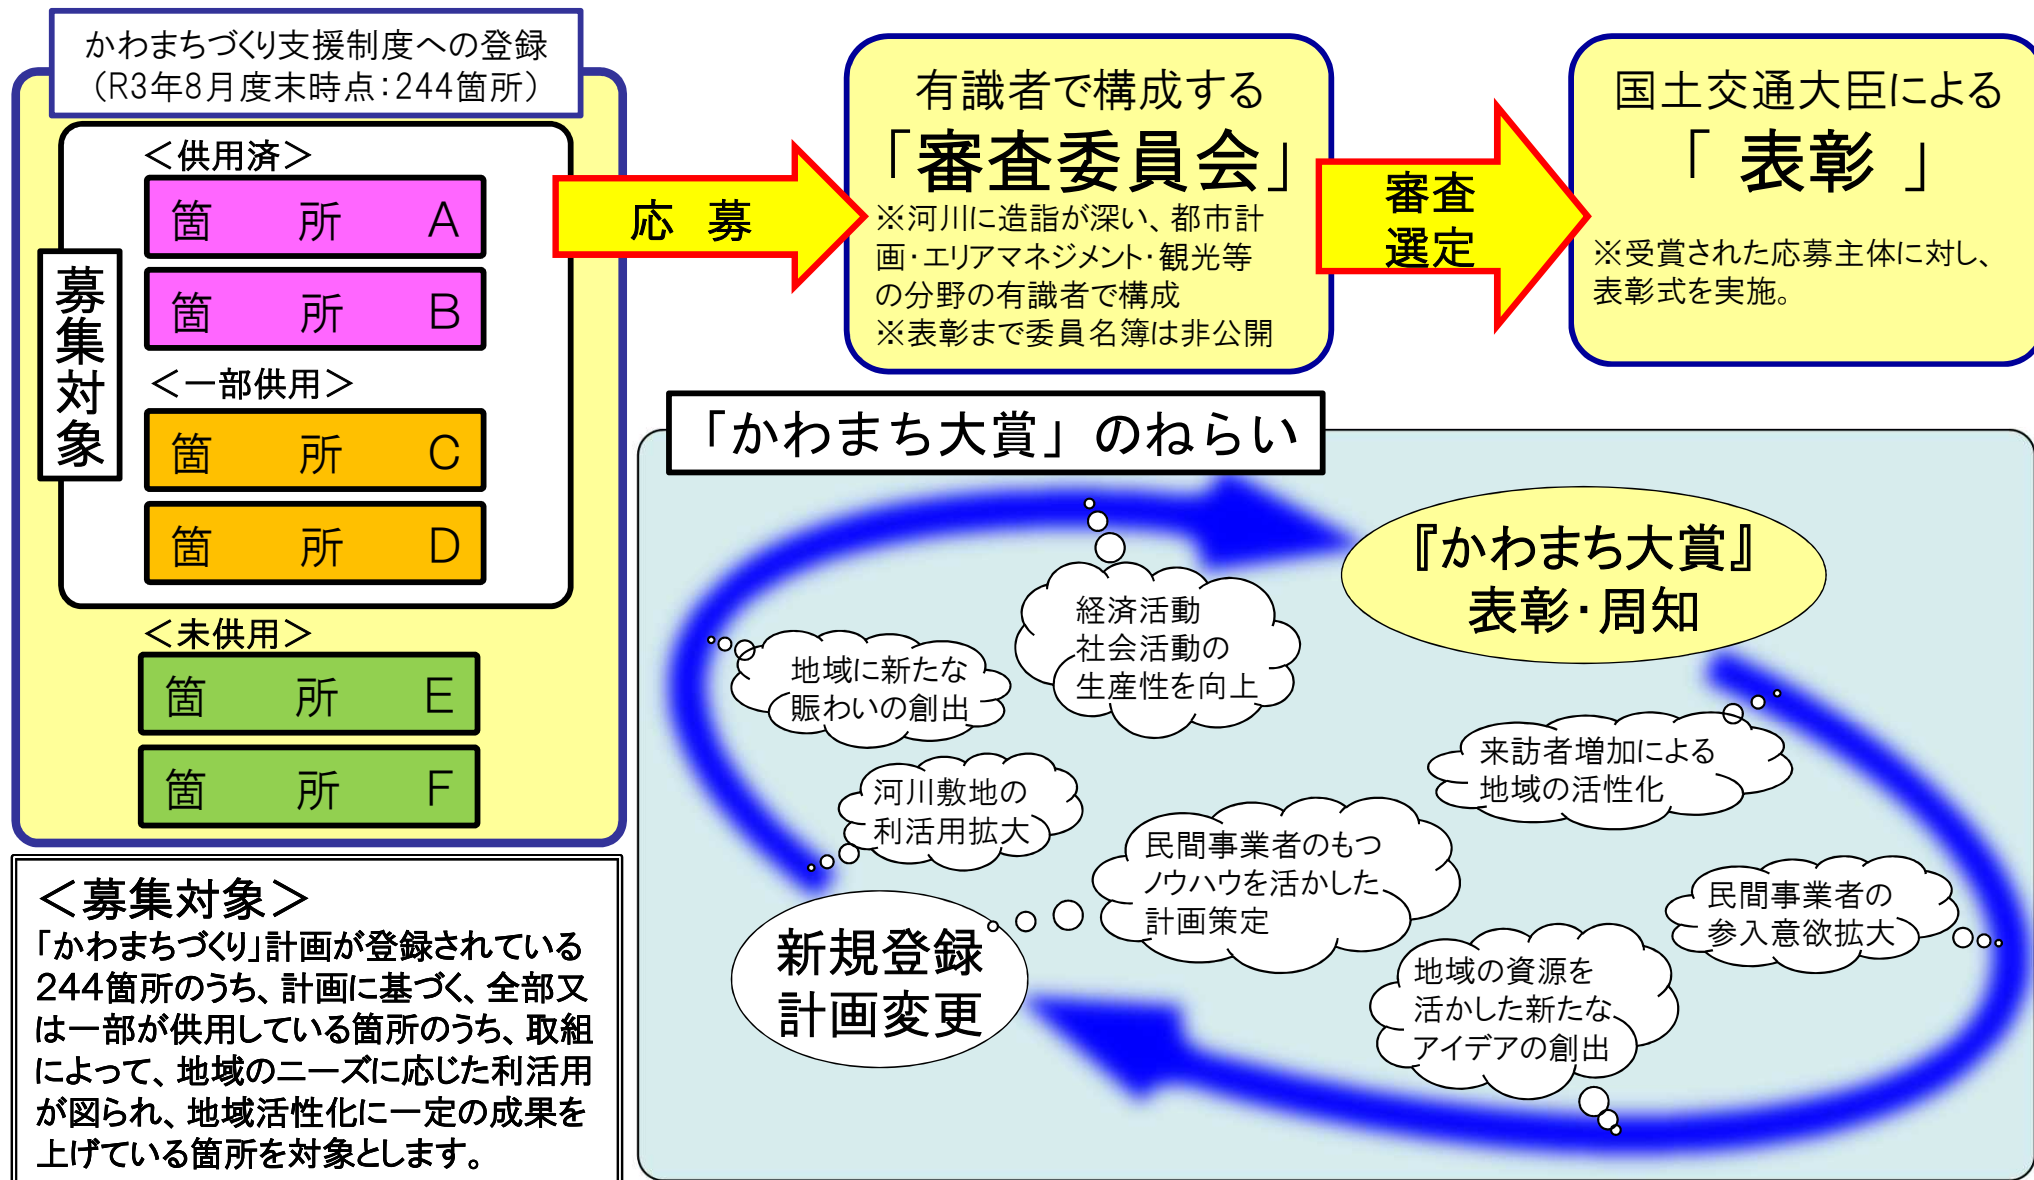 かわまちづくり支援制度への登録
(R3年8月度末時点：244箇所)
募集対象
＜供用済＞
箇所A
箇所B
＜一部供用＞
箇所C
箇所D
＜未供用＞
箇所E
箇所F
応募
有識者で構成する
「審査委員会」
※河川に造詣が深い、都市計
画・エリアマネジメント・観光等
の分野の有識者で構成
※表彰まで委員名簿は非公開
審査
選定
国土交通大臣による
「 表彰 」
※受賞された応募主体に対し、
表彰式を実施。
＜募集対象＞
「かわまちづくり」計画が登録されている
244箇所のうち、計画に基づく、全部又
は一部が供用している箇所のうち、取組
によって、地域のニーズに応じた利活用
が図られ、地域活性化に一定の成果を
上げている箇所を対象とします。
「かわまち大賞」のねらい
『かわまち大賞』
表彰・周知
経済活動
社会活動の
生産性を向上
地域に新たな
賑わいの創出
河川敷地の
利活用拡大
来訪者増加による
地域の活性化
民間事業者のもつ
ノウハウを活かした
計画策定
民間事業者の
参入意欲拡大
地域の資源を
活かした新たな
アイデアの創出
新規登録
計画変更